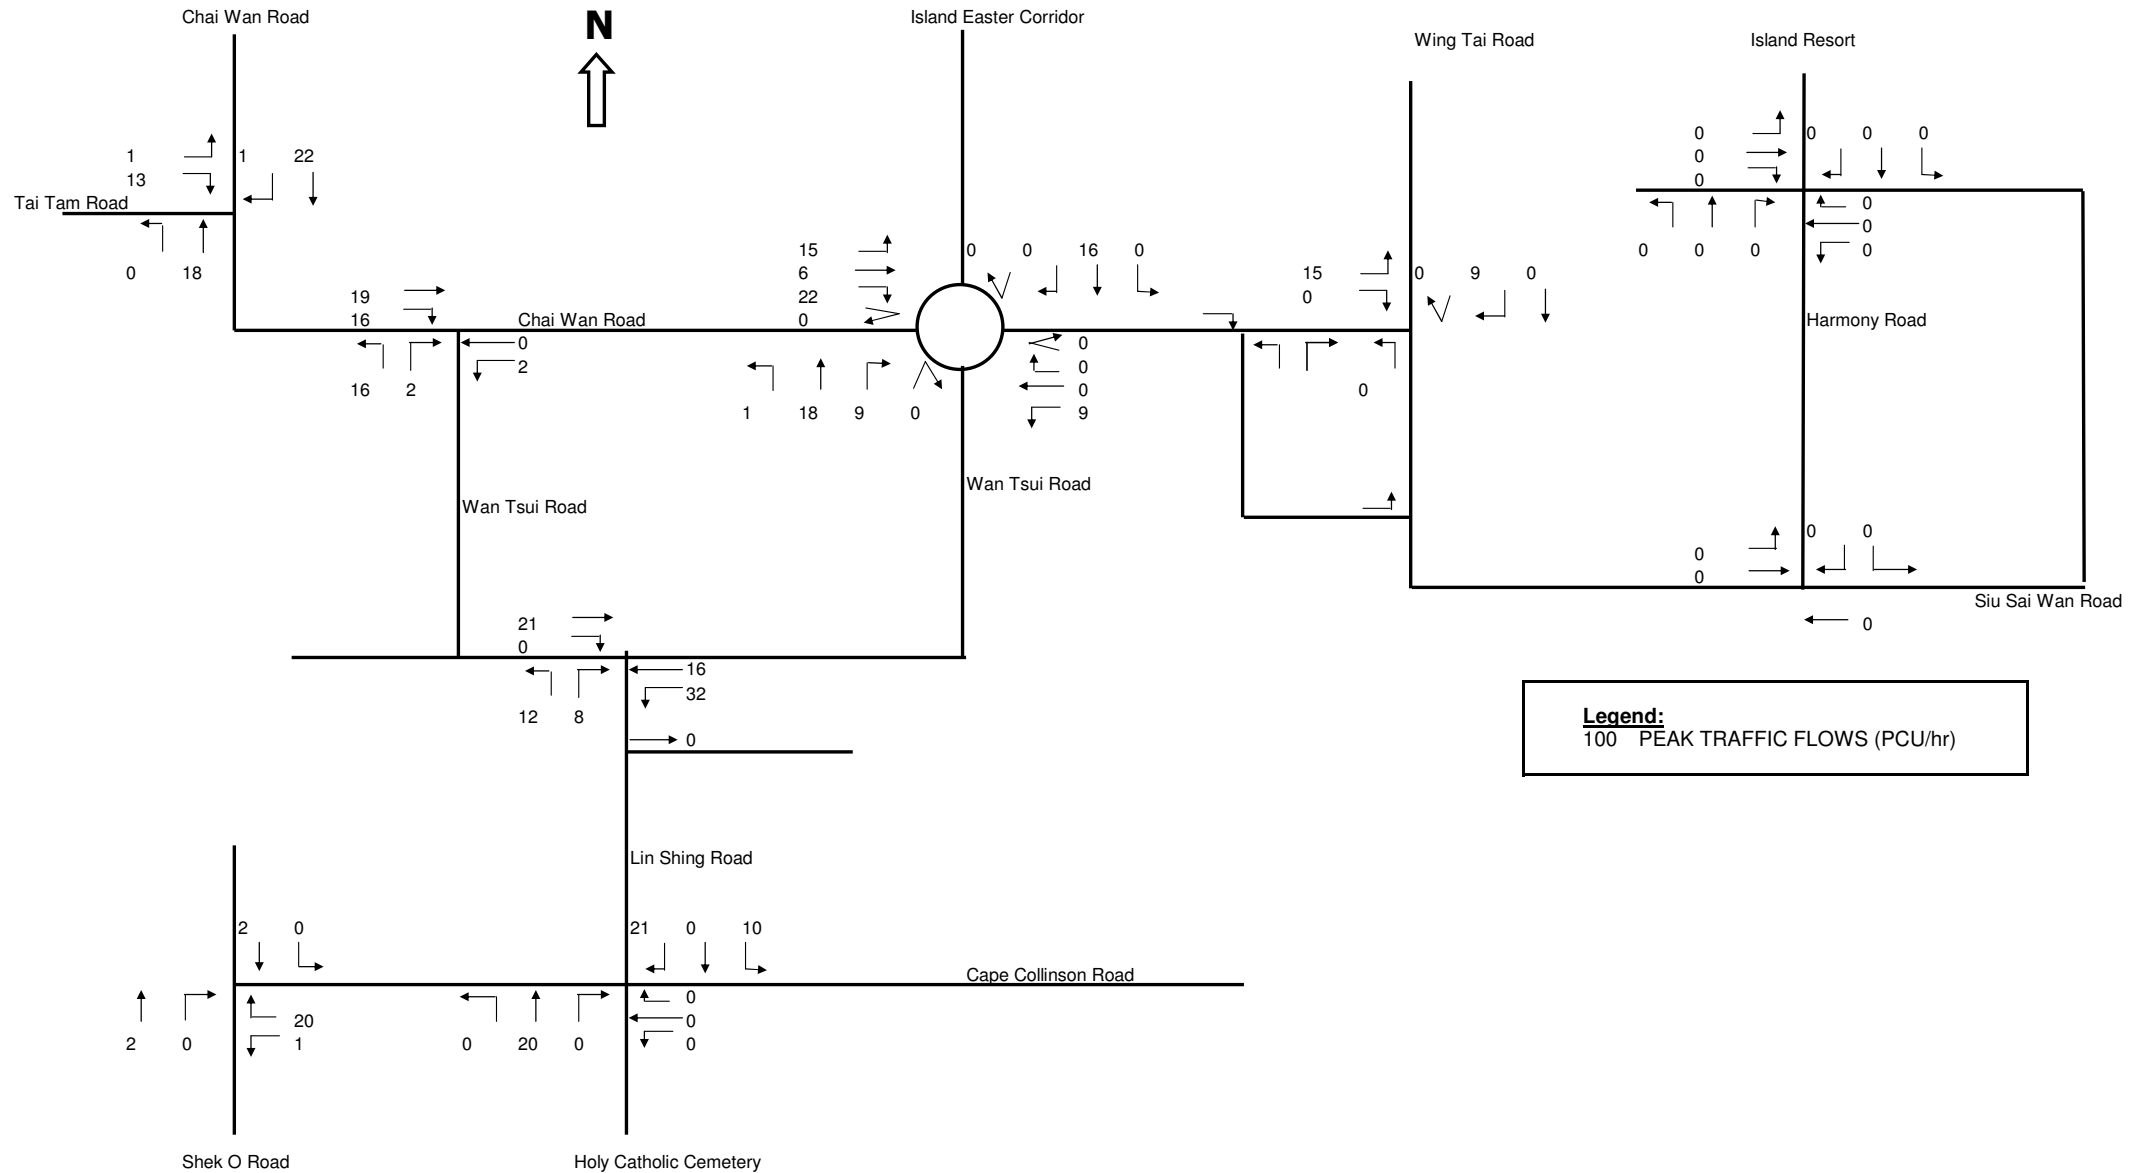 Chai Wan Road
N
Island Easter Corridor
Wing Tai Road
Island Resort
1
13
1 22
Tai Tam Road
0 18
0
0
0
0 0 0
0
0
0
0 0 0
19
16
Chai Wan Road
0
2
16 2
15
6
22
0
0 0 16 0
0
0
0
9
1 18 9 0
15
0
0 9 0
0
Harmony Road
Wan Tsui Road
Wan Tsui Road
0
0
0 0
Siu Sai Wan Road
0
21
0
16
32
12 8
0
Legend:
100 PEAK TRAFFIC FLOWS (PCU/hr)
Lin Shing Road
2 0
21 0 10
Cape Collinson Road
20
1
2 0
0
0
0
0 20 0
Shek O Road
Holy Catholic Cemetery